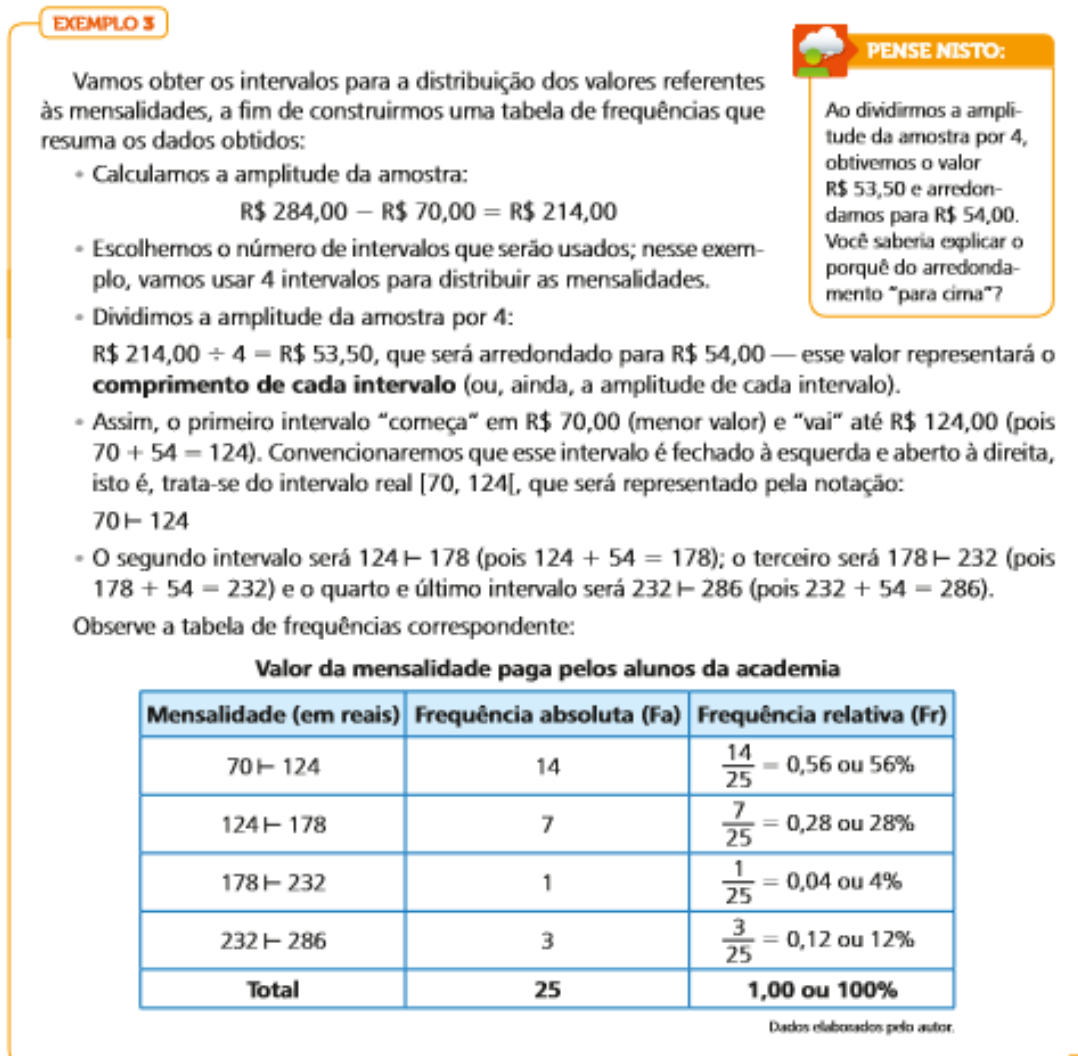 EXEMPLO 3
Vamos obter os intervalos para a distribuição dos valores referentes
às mensalidades, a fim de construirmos uma tabela de frequências que
resuma os dados obtidos:
• Calculamos a amplitude da amostra:
R$ 284,00 − R$ 70,00 = R$ 214,00
• Escolhemos o número de intervalos que serão usados; nesse exem-
plo, vamos usar 4 intervalos para distribuir as mensalidades.
• Dividimos a amplitude da amostra por 4:
R$ 214,00 ÷ 4 = R$ 53,50, que será arredondado para R$ 54,00 — esse valor representará o
comprimento de cada intervalo (ou, ainda, a amplitude de cada intervalo).
• Assim, o primeiro intervalo “começa” em R$ 70,00 (menor valor) e “vai” até R$ 124,00 (pois
70 + 54 = 124). Convencionaremos que esse intervalo é fechado à esquerda e aberto à direita,
isto é, trata-se do intervalo real [70, 124[, que será representado pela notação:
70 ⊢ 124
• O segundo intervalo será 124 ⊢ 178 (pois 124 + 54 = 178); o terceiro será 178 ⊢ 232 (pois
178 + 54 = 232) e o quarto e último intervalo será 232 ⊢ 286 (pois 232 + 54 = 286).
Observe a tabela de frequências correspondente:
PENSE NISTO:
Ao dividirmos a ampli-
tude da amostra por 4,
obtivemos o valor
R$ 53,50 e arredon-
damos para R$ 54,00.
Você saberia explicar o
porquê do arredonda-
mento “para cima”?
Valor da mensalidade paga pelos alunos da academia
Mensalidade (em reais) Frequência absoluta (Fa) Frequência relativa (Fr)
70 ⊢ 124 14 14/25 = 0,56 ou 56%
124 ⊢ 178 7 7/25 = 0,28 ou 28%
178 ⊢ 232 1 1/25 = 0,04 ou 4%
232 ⊢ 286 3 3/25 = 0,12 ou 12%
Total 25 1,00 ou 100%
Dados elaborados pelo autor.